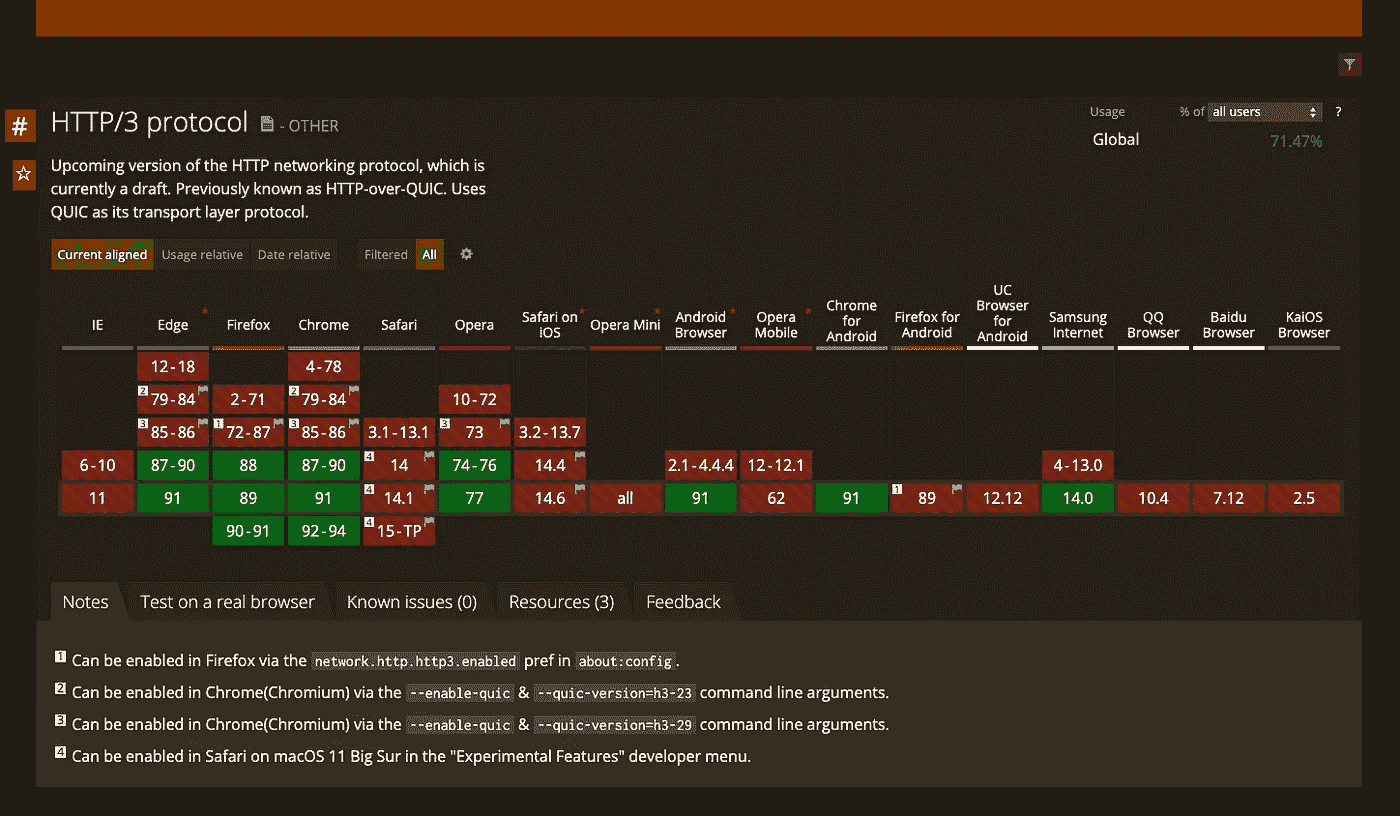 #
HTTP/3 protocol - OTHER
Usage % of all users ?
Global 71.47%
Upcoming version of the HTTP networking protocol, which is
currently a draft. Previously known as HTTP-over-QUIC. Uses
QUIC as its transport layer protocol.
Current aligned Usage relative Date relative Filtered All
IE Edge * Firefox Chrome Safari Opera Safari on iOS * Opera Mini * Android Browser * Opera Mobile * Chrome for Android Firefox for Android UC Browser for Android Samsung Internet QQ Browser Baidu Browser KaiOS Browser
12-18 4-78
2 79-84 2-71 2 79-84 10-72
3 85-86 1 72-87 3 85-86 3.1-13.1 3 73 3.2-13.7
6-10 87-90 88 87-90 4 14 74-76 14.4 2.1-4.4.4 12-12.1 4-13.0
11 91 89 91 4 14.1 77 14.6 all 91 62 91 1 89 12.12 14.0 10.4 7.12 2.5
90-91 92-94 4 15-TP
Notes Test on a real browser Known issues (0) Resources (3) Feedback
1 Can be enabled in Firefox via the network.http.http3.enabled pref in about:config.
2 Can be enabled in Chrome(Chromium) via the --enable-quic & --quic-version=h3-23 command line arguments.
3 Can be enabled in Chrome(Chromium) via the --enable-quic & --quic-version=h3-29 command line arguments.
4 Can be enabled in Safari on macOS 11 Big Sur in the "Experimental Features" developer menu.